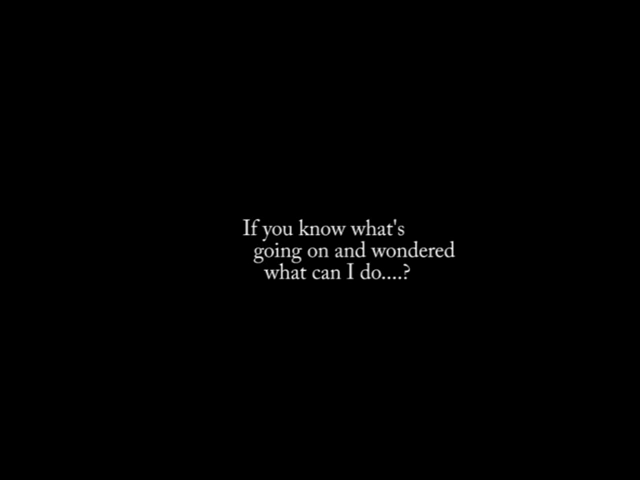 If you know what's
going on and wondered
what can I do....?